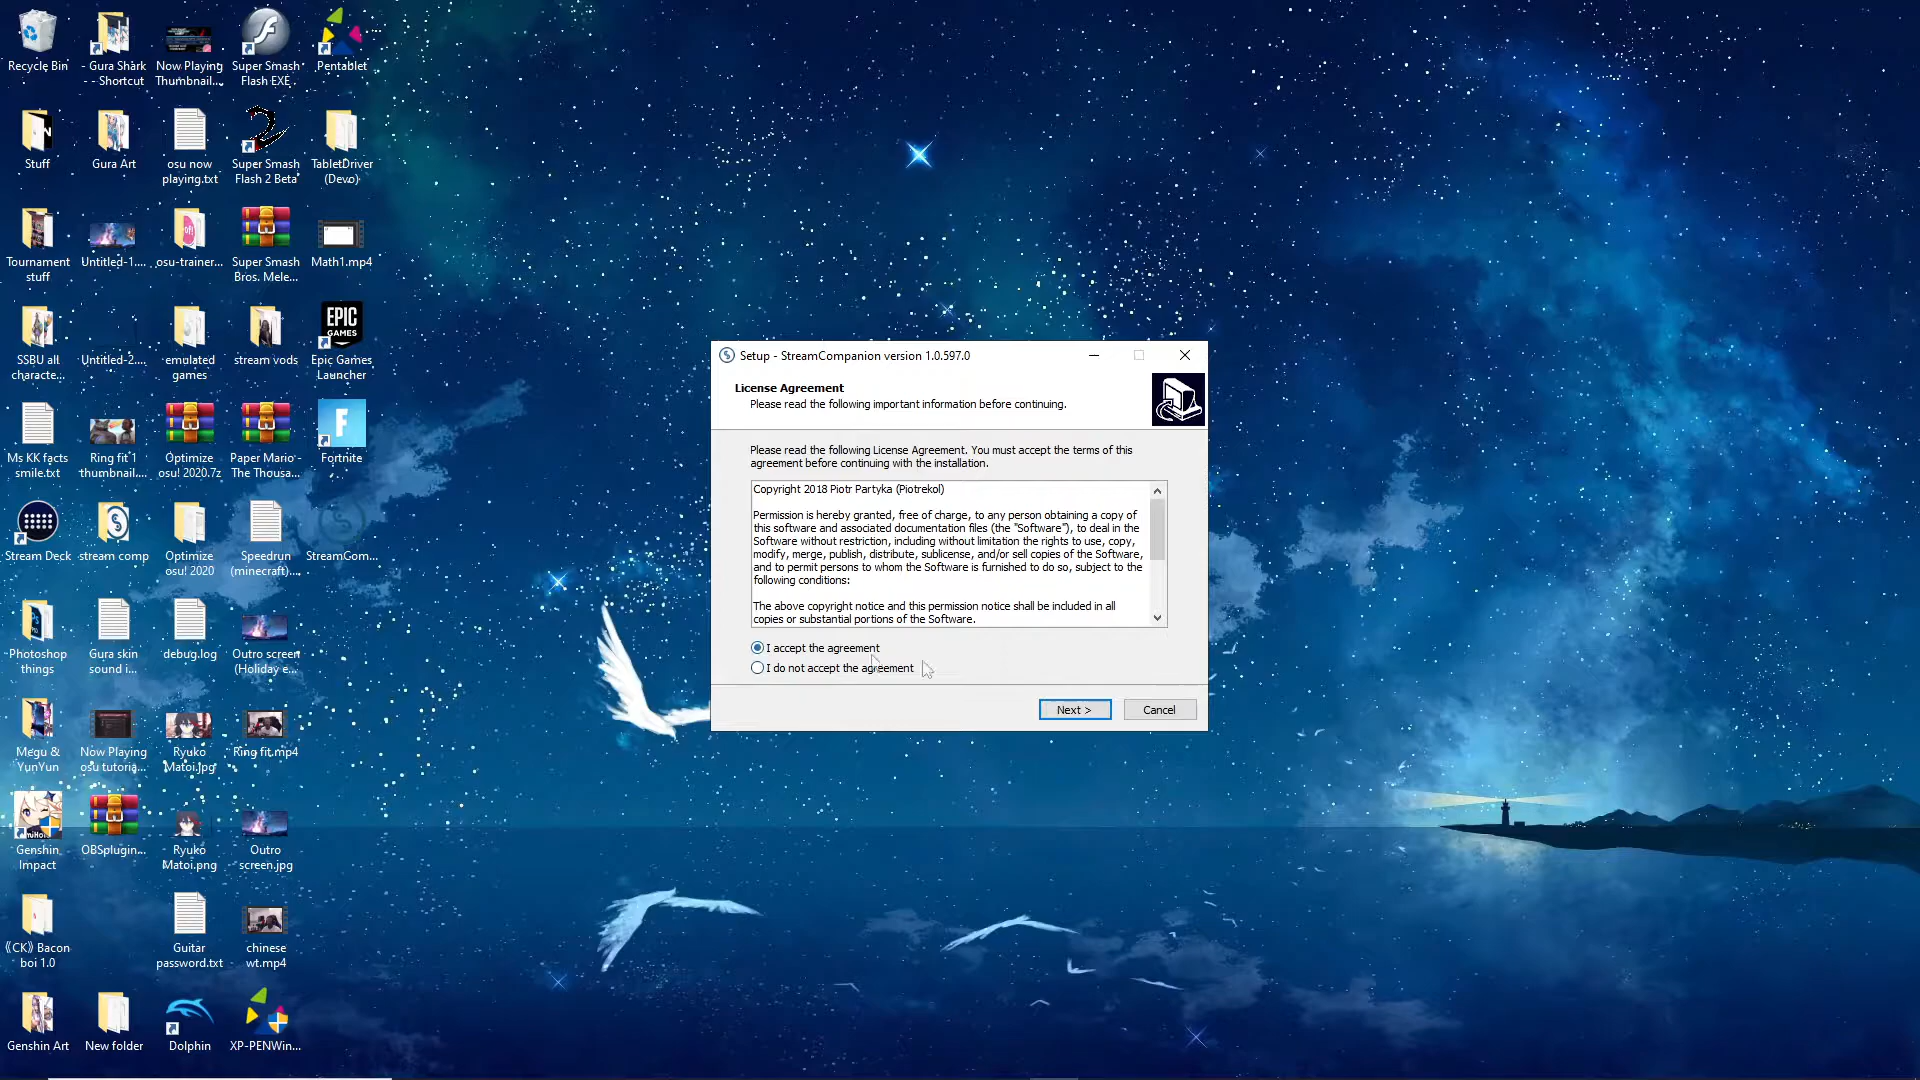 Recycle Bin
- Gura Shark
- - Shortcut
Now Playing
Thumbnail...
Super Smash
Flash EXE
Pentablet
Stuff
Gura Art
osu now
playing.txt
Super Smash
Flash 2 Beta
TabletDriver
(Devo)
Tournament
stuff
Untitled-1....
osu-trainer...
Super Smash
Bros. Mele...
Math1.mp4
SSBU all
characte...
Untitled-2....
emulated
games
stream vods
EPIC
GAMES
Epic Games
Launcher
Ms KK facts
smile.txt
Ring fit 1
thumbnail....
Optimize
osu! 2020.7z
Paper Mario -
The Thousa...
Fortnite
Stream Deck
stream comp
Optimize
osu! 2020
Speedrun
(minecraft)....
StreamCom...
Photoshop
things
Gura skin
sound i...
debug.log
Outro screen
(Holiday e...
Megu &
YunYun
Now Playing
osu tutoria...
Ryuko
Matoi.jpg
Ring fit.mp4
Genshin
Impact
OBSplugin...
Ryuko
Matoi.png
Outro
screen.jpg
⟪CK⟫ Bacon
boi 1.0
Guitar
password.txt
chinese
wt.mp4
Genshin Art
New folder
Dolphin
XP-PENWin...
Setup - StreamCompanion version 1.0.597.0
License Agreement
Please read the following important information before continuing.
Please read the following License Agreement. You must accept the terms of this
agreement before continuing with the installation.
Copyright 2018 Piotr Partyka (Piotrekol)
Permission is hereby granted, free of charge, to any person obtaining a copy of
this software and associated documentation files (the "Software"), to deal in the
Software without restriction, including without limitation the rights to use, copy,
modify, merge, publish, distribute, sublicense, and/or sell copies of the Software,
and to permit persons to whom the Software is furnished to do so, subject to the
following conditions:
The above copyright notice and this permission notice shall be included in all
copies or substantial portions of the Software.
I accept the agreement
I do not accept the agreement
Next >
Cancel